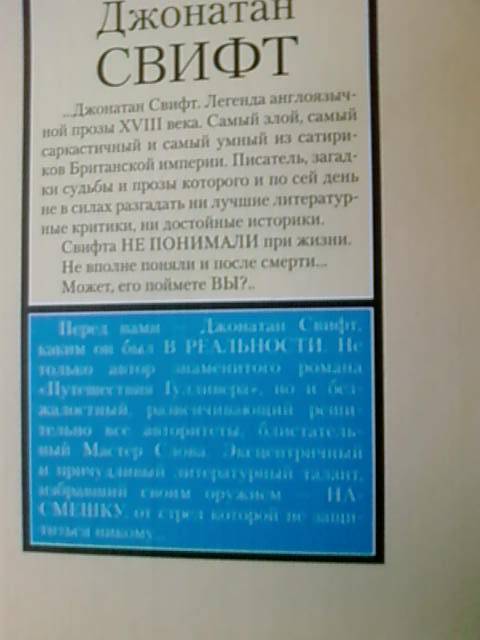 Джонатан
СВИФТ
...Джонатан Свифт. Легенда англоязыч-
ной прозы XVIII века. Самый злой, самый
саркастичный и самый умный из сатири-
ков Британской империи. Писатель, загад-
ки судьбы и прозы которого и по сей день
не в силах разгадать ни лучшие литератур-
ные критики, ни достойные историки.
Свифта НЕ ПОНИМАЛИ при жизни.
Не вполне поняли и после смерти...
Может, его поймете ВЫ?..
Перед вами — Джонатан Свифт,
каким он был В РЕАЛЬНОСТИ. Не
только автор знаменитого романа
«Путешествия Гулливера», но и без-
жалостный, развенчивающий реши-
тельно все авторитеты, блистатель-
ный Мастер Слова. Эксцентричный
и причудливый литературный талант,
избравший своим оружием — НА-
СМЕШКУ, от стрел которой не защи-
титься никому...